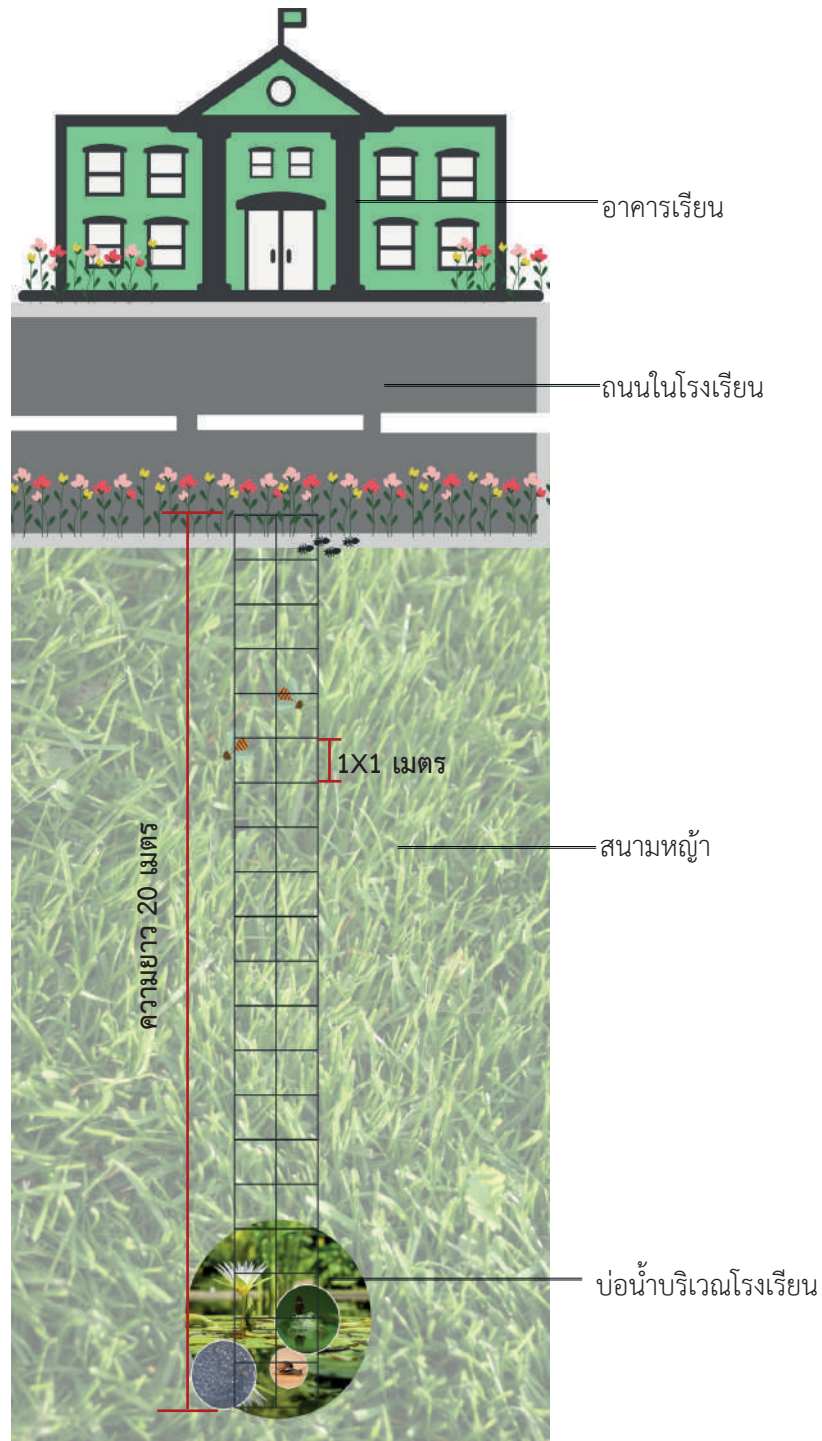 อาคารเรียน
ถนนในโรงเรียน
1X1 เมตร
ความยาว 20 เมตร
สนามหญ้า
บ่อน้ำบริเวณโรงเรียน